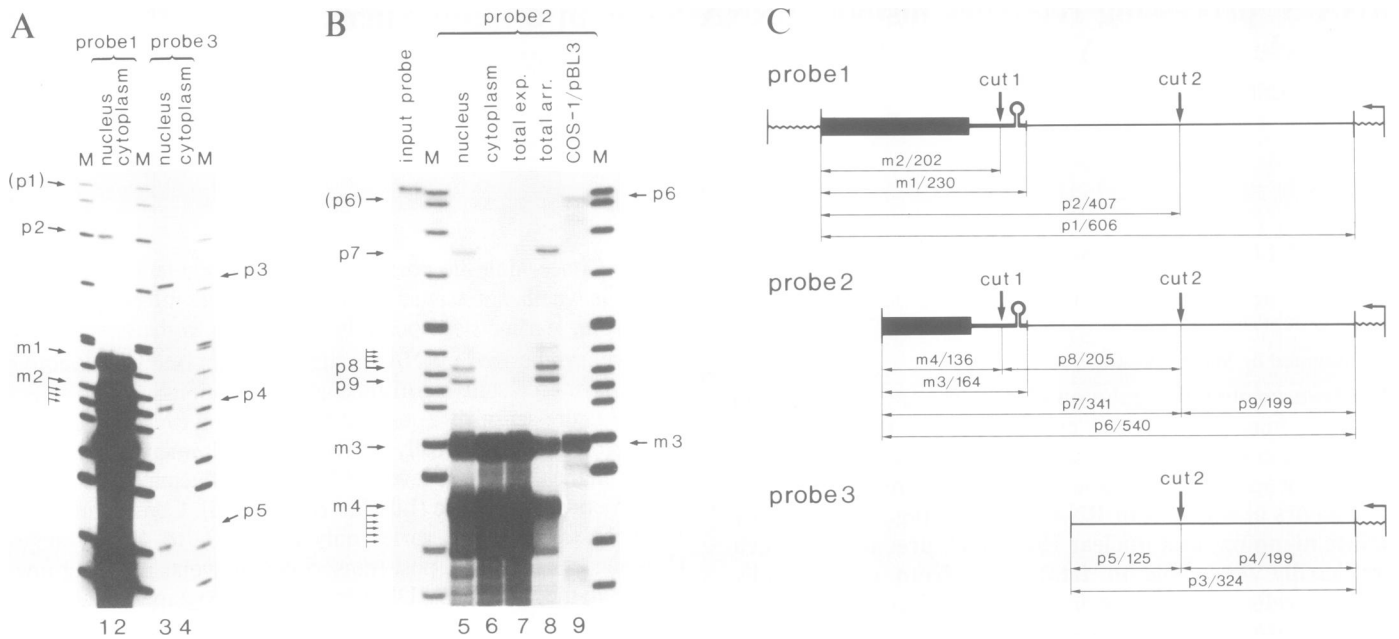 A
probe1 probe3
nucleus
cytoplasm
nucleus
cytoplasm
M M M
(p1)
p2
m1
m2
p3
p4
p5
1 2 3 4
B
probe 2
input probe
M
nucleus
cytoplasm
total exp.
total arr.
COS-1/pBL3
M
(p6)
p7
p8
p9
m3
m4
p6
m3
5 6 7 8 9
C
probe1
cut 1 cut 2
m2/202
m1/230
p2/407
p1/606
probe2
cut 1 cut 2
m4/136 p8/205
m3/164
p7/341 p9/199
p6/540
probe3
cut2
p5/125 p4/199
p3/324